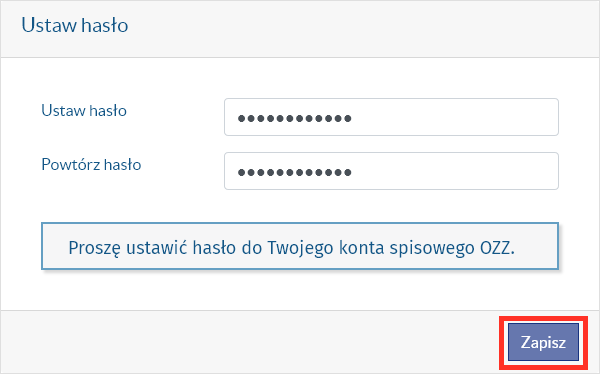 Ustaw hasło
Ustaw hasło
••••••••••••
Powtórz hasło
••••••••••••
Proszę ustawić hasło do Twojego konta spisowego OZZ.
Zapisz